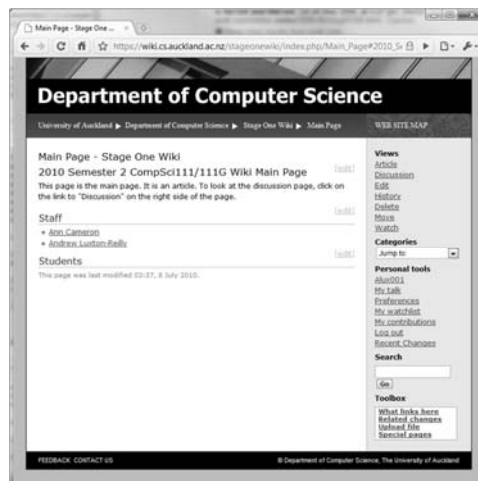 Main Page - Stage One ...
https://wiki.cs.auckland.ac.nz/stageonewiki/index.php/Main_Page#2010_Se
Department of Computer Science
University of Auckland ▶ Department of Computer Science ▶ Stage One Wiki ▶ Main Page
WEB SITE MAP
Main Page - Stage One Wiki
2010 Semester 2 CompSci111/111G Wiki Main Page [edit]
This page is the main page. It is an article. To look at the discussion page, click on
the link to "Discussion" on the right side of the page.
Staff [edit]
Ann Cameron
Andrew Luxton-Reilly
Students [edit]
This page was last modified 03:37, 8 July 2010.
Views
Article
Discussion
Edit
History
Delete
Move
Watch
Categories
Jump to:
Personal tools
Alux001
My talk
Preferences
My watchlist
My contributions
Log out
Recent Changes
Search
Go
Toolbox
What links here
Related changes
Upload file
Special pages
FEEDBACK CONTACT US
© Department of Computer Science, The University of Auckland